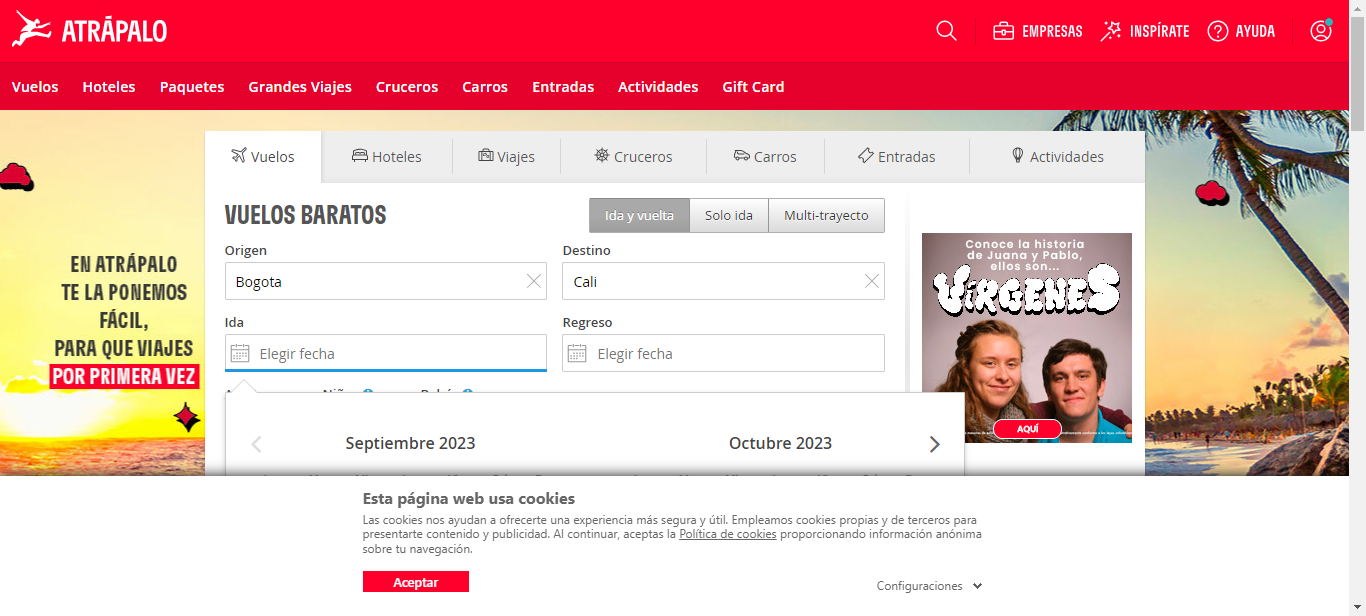 ATRÁPALO
EMPRESAS
INSPÍRATE
AYUDA
Vuelos
Hoteles
Paquetes
Grandes Viajes
Cruceros
Carros
Entradas
Actividades
Gift Card
Vuelos
Hoteles
Viajes
Cruceros
Carros
Entradas
Actividades
EN ATRÁPALO
TE LA PONEMOS
FÁCIL,
PARA QUE VIAJES
POR PRIMERA VEZ
VUELOS BARATOS
Ida y vuelta
Solo ida
Multi-trayecto
Origen
Destino
Bogota
Cali
Ida
Regreso
Elegir fecha
Elegir fecha
Septiembre 2023
Octubre 2023
Conoce la historia
de Juana y Pablo,
ellos son...
VÍRGENES
AQUÍ
Esta página web usa cookies
Las cookies nos ayudan a ofrecerte una experiencia más segura y útil. Empleamos cookies propias y de terceros para
presentarte contenido y publicidad. Al continuar, aceptas la Política de cookies proporcionando información anónima
sobre tu navegación.
Aceptar
Configuraciones